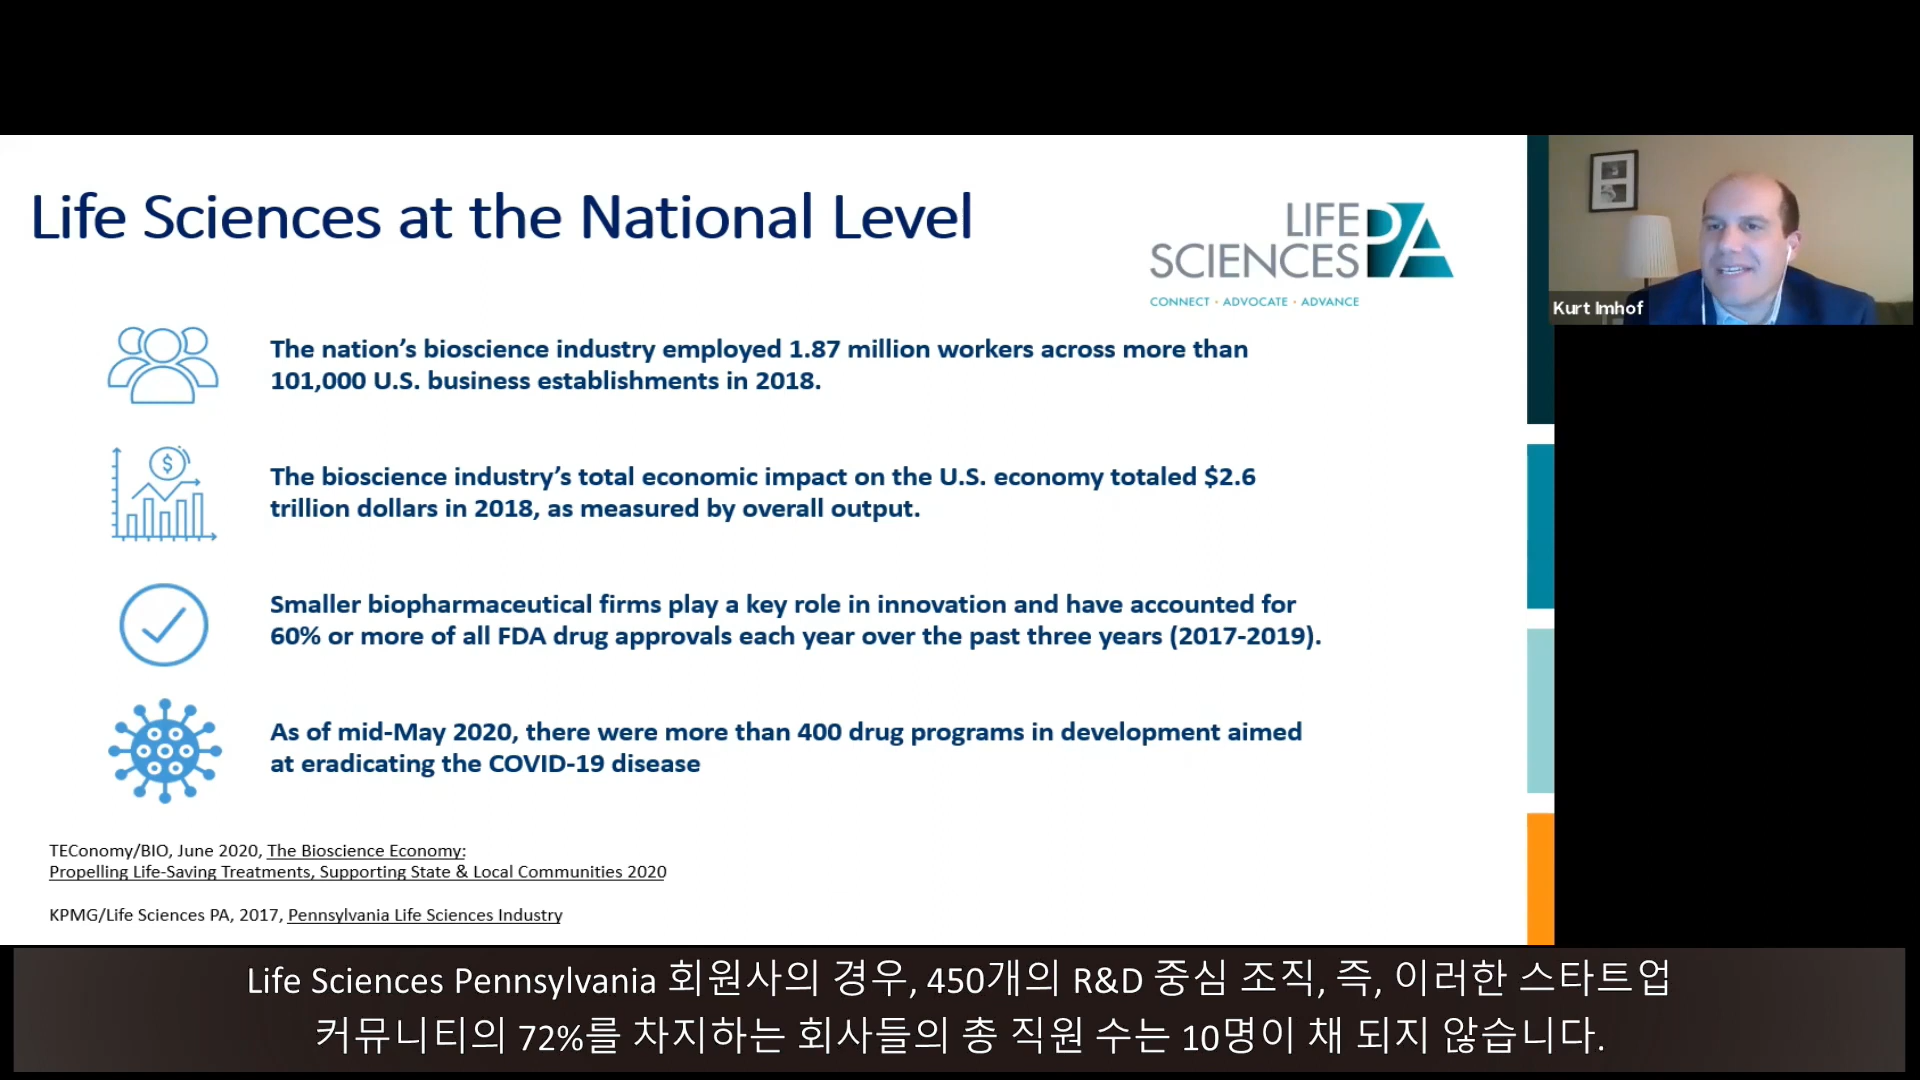 Life Sciences at the National Level
LIFE
SCIENCES PA
CONNECT • ADVOCATE • ADVANCE
Kurt Imhof
The nation’s bioscience industry employed 1.87 million workers across more than
101,000 U.S. business establishments in 2018.
$
The bioscience industry’s total economic impact on the U.S. economy totaled $2.6
trillion dollars in 2018, as measured by overall output.
Smaller biopharmaceutical firms play a key role in innovation and have accounted for
60% or more of all FDA drug approvals each year over the past three years (2017-2019).
As of mid-May 2020, there were more than 400 drug programs in development aimed
at eradicating the COVID-19 disease
TEConomy/BIO, June 2020, The Bioscience Economy:
Propelling Life-Saving Treatments, Supporting State & Local Communities 2020
KPMG/Life Sciences PA, 2017, Pennsylvania Life Sciences Industry
Life Sciences Pennsylvania 회원사의 경우, 450개의 R&D 중심 조직, 즉, 이러한 스타트업
커뮤니티의 72%를 차지하는 회사들의 총 직원 수는 10명이 채 되지 않습니다.